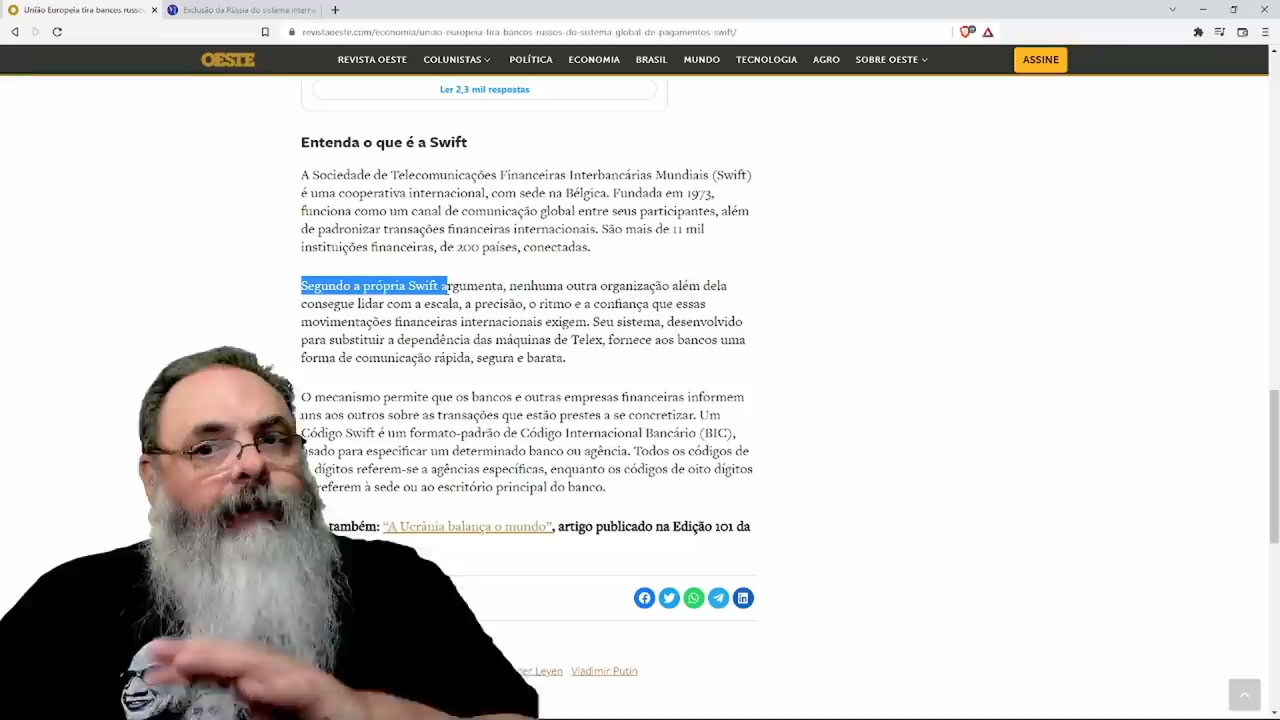 União Europeia tira bancos russos
Exclusão da Rússia do sistema interna
revistaoeste.com/economia/uniao-europeia-tira-bancos-russos-do-sistema-global-de-pagamentos-swift/
OESTE
REVISTA OESTE COLUNISTAS POLÍTICA ECONOMIA BRASIL MUNDO TECNOLOGIA AGRO SOBRE OESTE
ASSINE
Ler 2,3 mil respostas
Entenda o que é a Swift
A Sociedade de Telecomunicações Financeiras Interbancárias Mundiais (Swift)
é uma cooperativa internacional, com sede na Bélgica. Fundada em 1973,
funciona como um canal de comunicação global entre seus participantes, além
de padronizar transações financeiras internacionais. São mais de 11 mil
instituições financeiras, de 200 países, conectadas.
Segundo a própria Swift argumenta, nenhuma outra organização além dela
consegue lidar com a escala, a precisão, o ritmo e a confiança que essas
movimentações financeiras internacionais exigem. Seu sistema, desenvolvido
para substituir a dependência das máquinas de Telex, fornece aos bancos uma
forma de comunicação rápida, segura e barata.
O mecanismo permite que os bancos e outras empresas financeiras informem
uns aos outros sobre as transações que estão prestes a se concretizar. Um
Código Swift é um formato-padrão de Código Internacional Bancário (BIC),
usado para especificar um determinado banco ou agência. Todos os códigos de
dígitos referem-se a agências específicas, enquanto os códigos de oito dígitos
referem à sede ou ao escritório principal do banco.
também: “A Ucrânia balança o mundo”, artigo publicado na Edição 101 da
Leyen Vladimir Putin